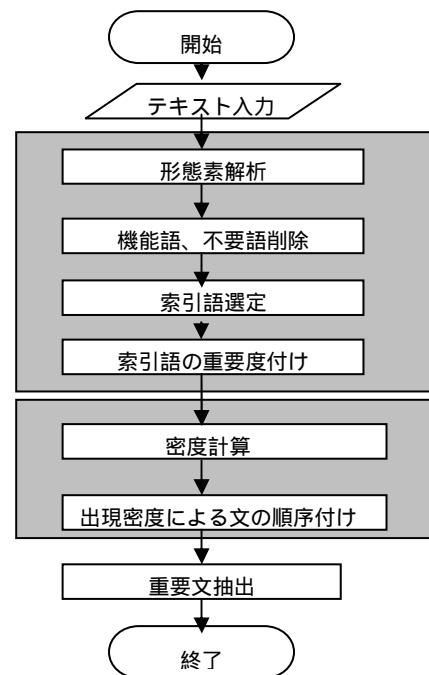 開始
テキスト入力
形態素解析
機能語、不要語削除
索引語選定
索引語の重要度付け
密度計算
出現密度による文の順序付け
重要文抽出
終了